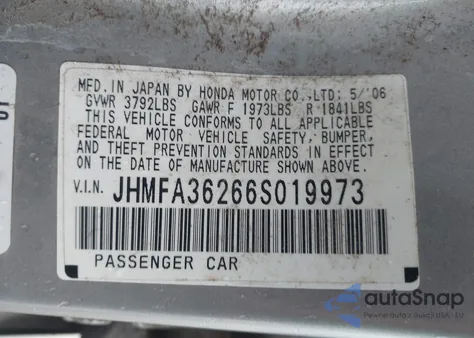 MFD. IN JAPAN BY HONDA MOTOR CO.,LTD: 5/'06
GVWR 3792LBS GAWR F 1973LBS R 1841LBS
THIS VEHICLE CONFORMS TO ALL APPLICABLE
FEDERAL MOTOR VEHICLE SAFETY, BUMPER,
AND THEFT PREVENTION STANDARDS IN EFFECT
ON THE DATE OF MANUFACTURE SHOWN ABOVE.
V.I.N. JHMFA36266S019973
PASSENGER CAR
autoSnap